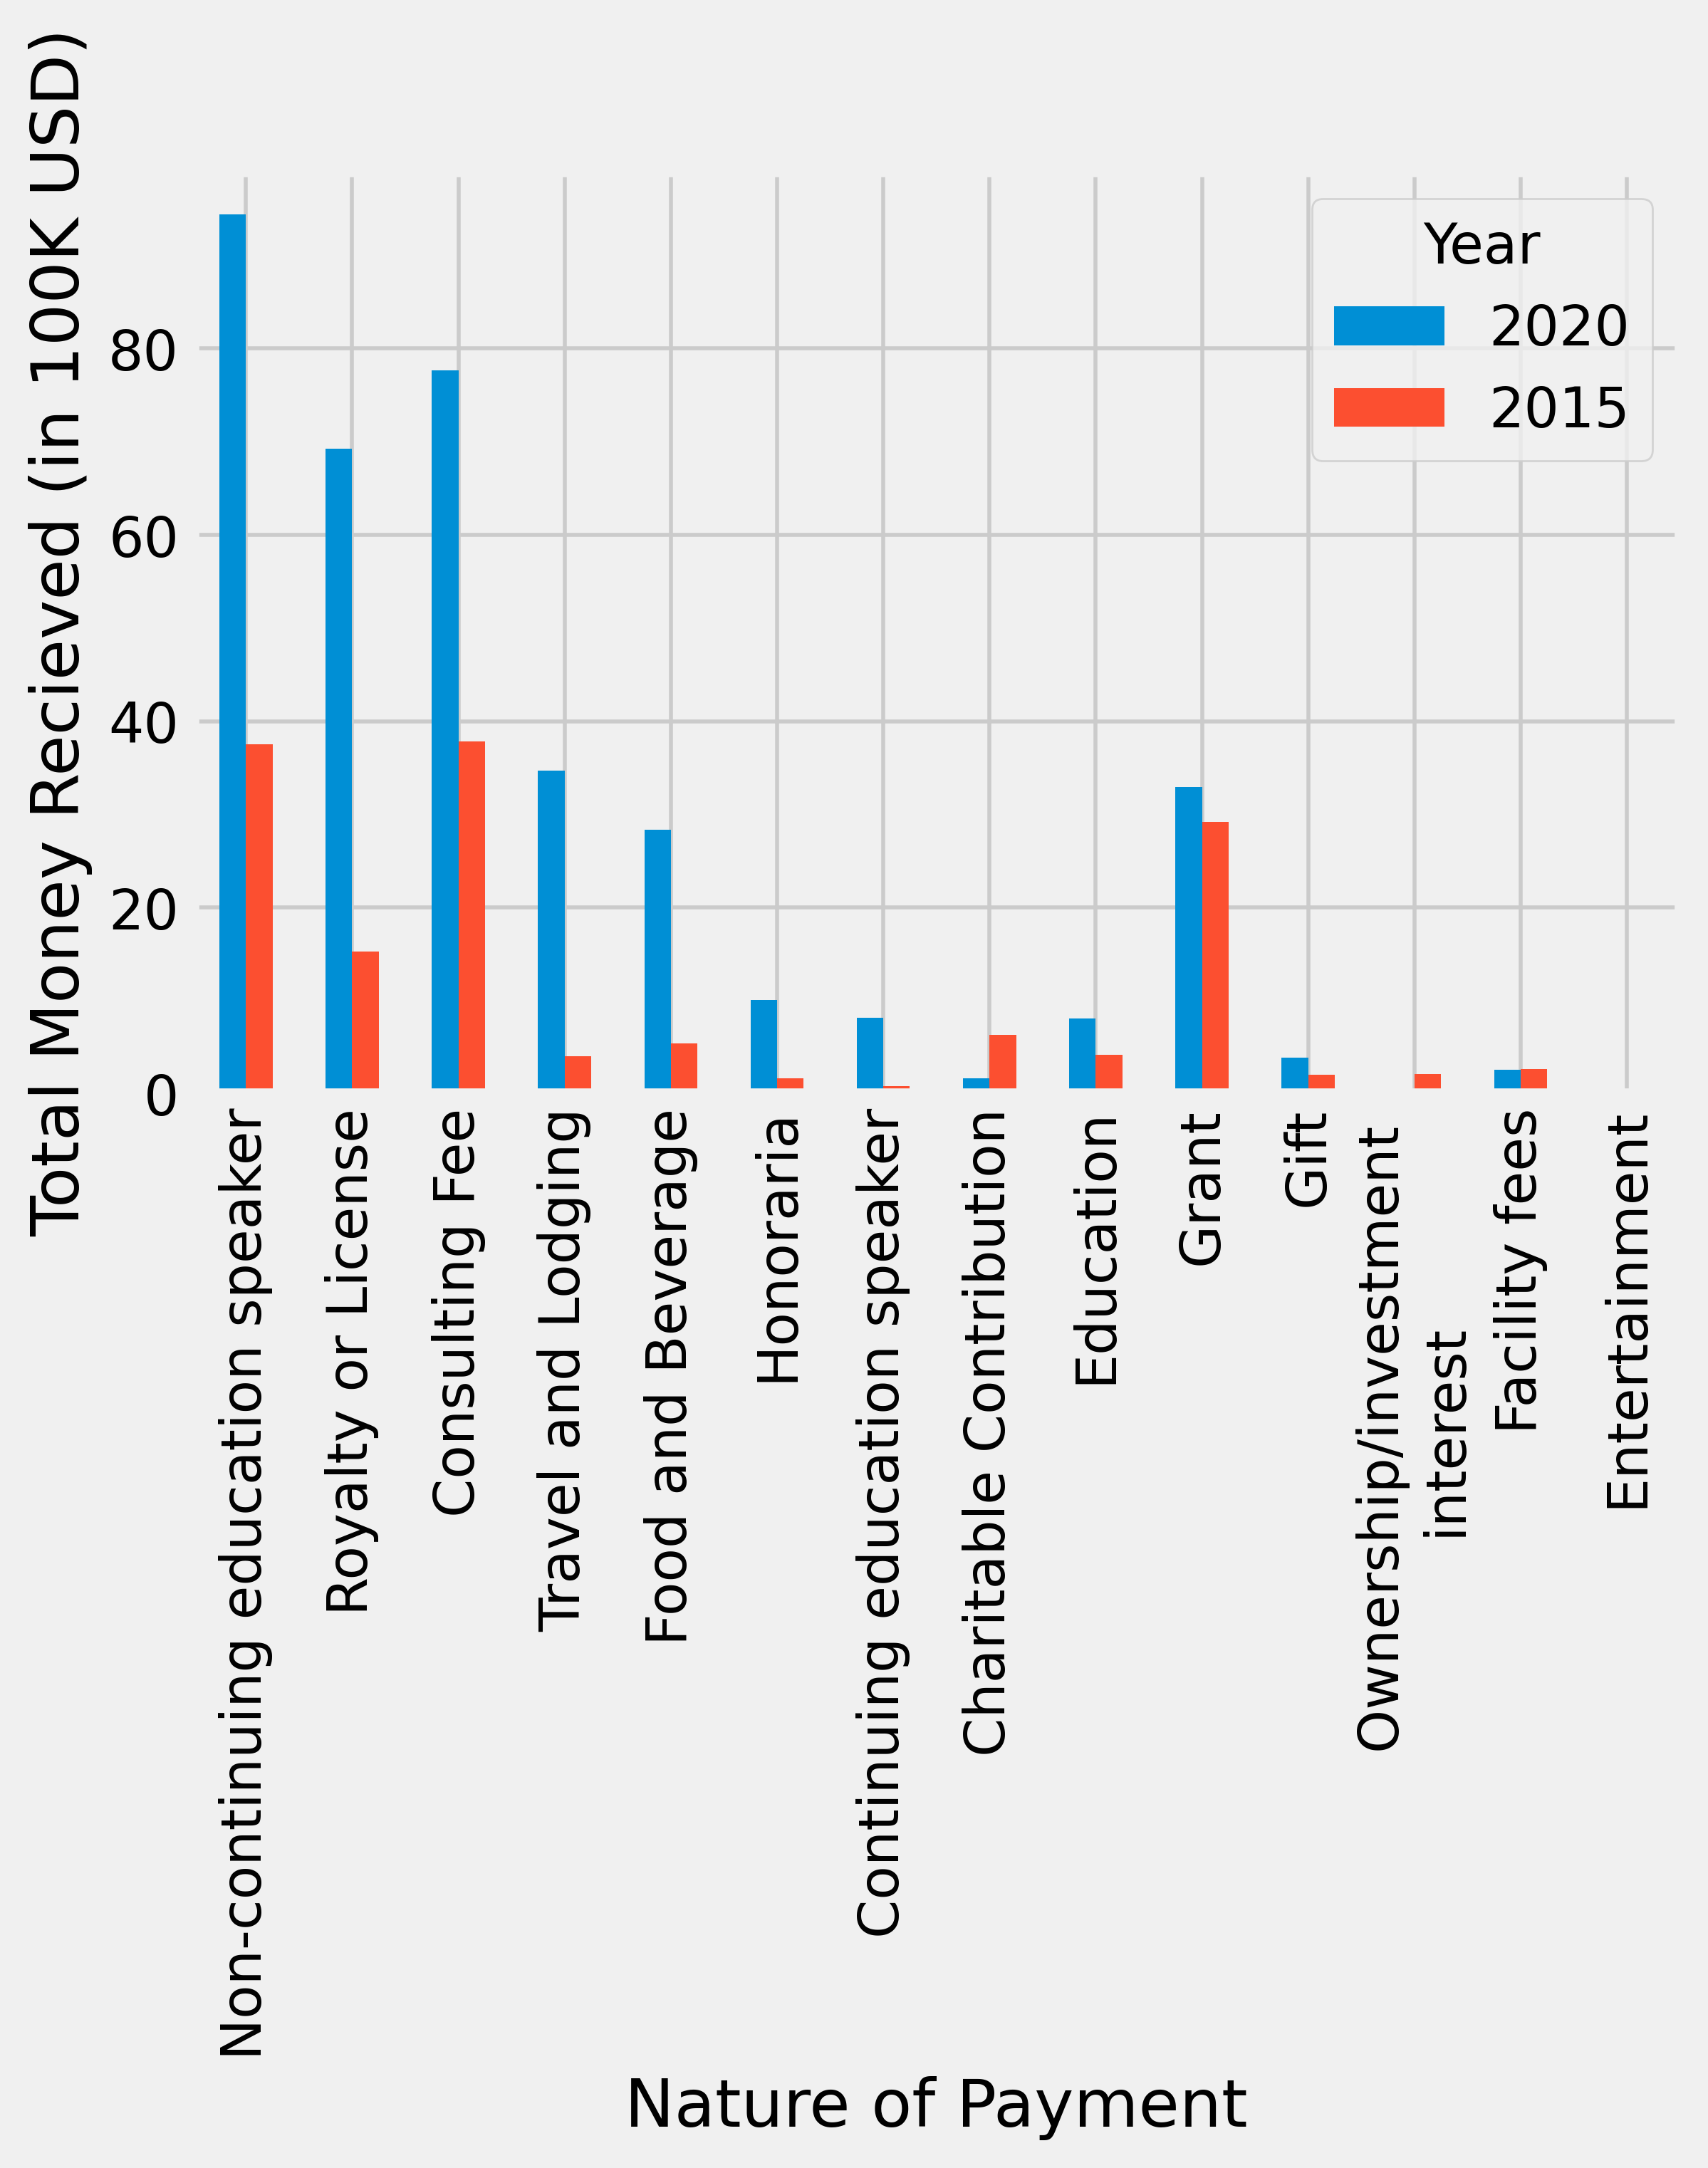 Total Money Recieved (in 100K USD)
80
60
40
20
0
Year
2020
2015
Non-continuing education speaker
Royalty or License
Consulting Fee
Travel and Lodging
Food and Beverage
Honoraria
Continuing education speaker
Charitable Contribution
Education
Grant
Gift
Ownership/investment
interest
Facility fees
Entertainment
Nature of Payment